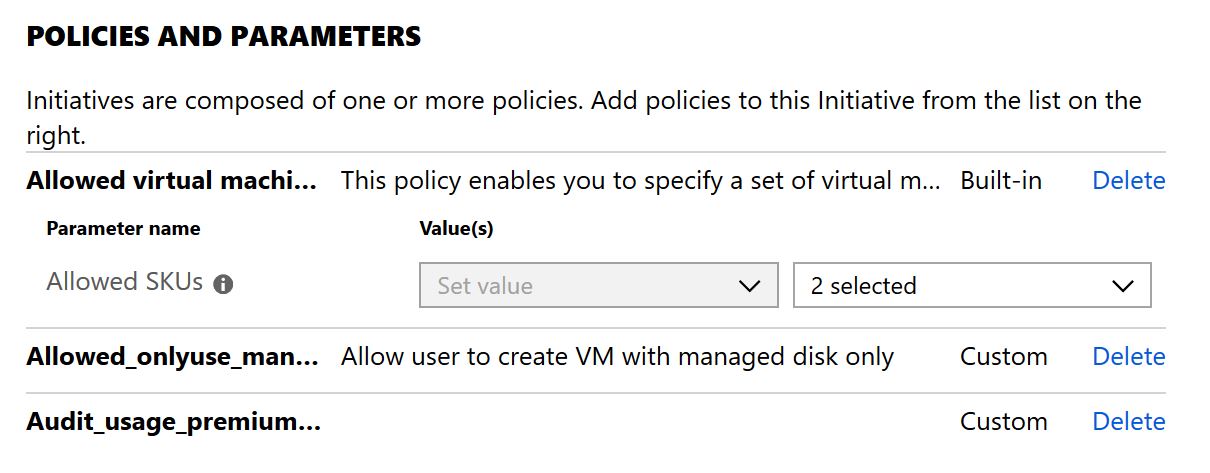 POLICIES AND PARAMETERS
Initiatives are composed of one or more policies. Add policies to this Initiative from the list on the
right.
Allowed virtual machi... This policy enables you to specify a set of virtual m... Built-in Delete
Parameter name Value(s)
Allowed SKUs Set value 2 selected
Allowed_onlyuse_man... Allow user to create VM with managed disk only Custom Delete
Audit_usage_premium... Custom Delete